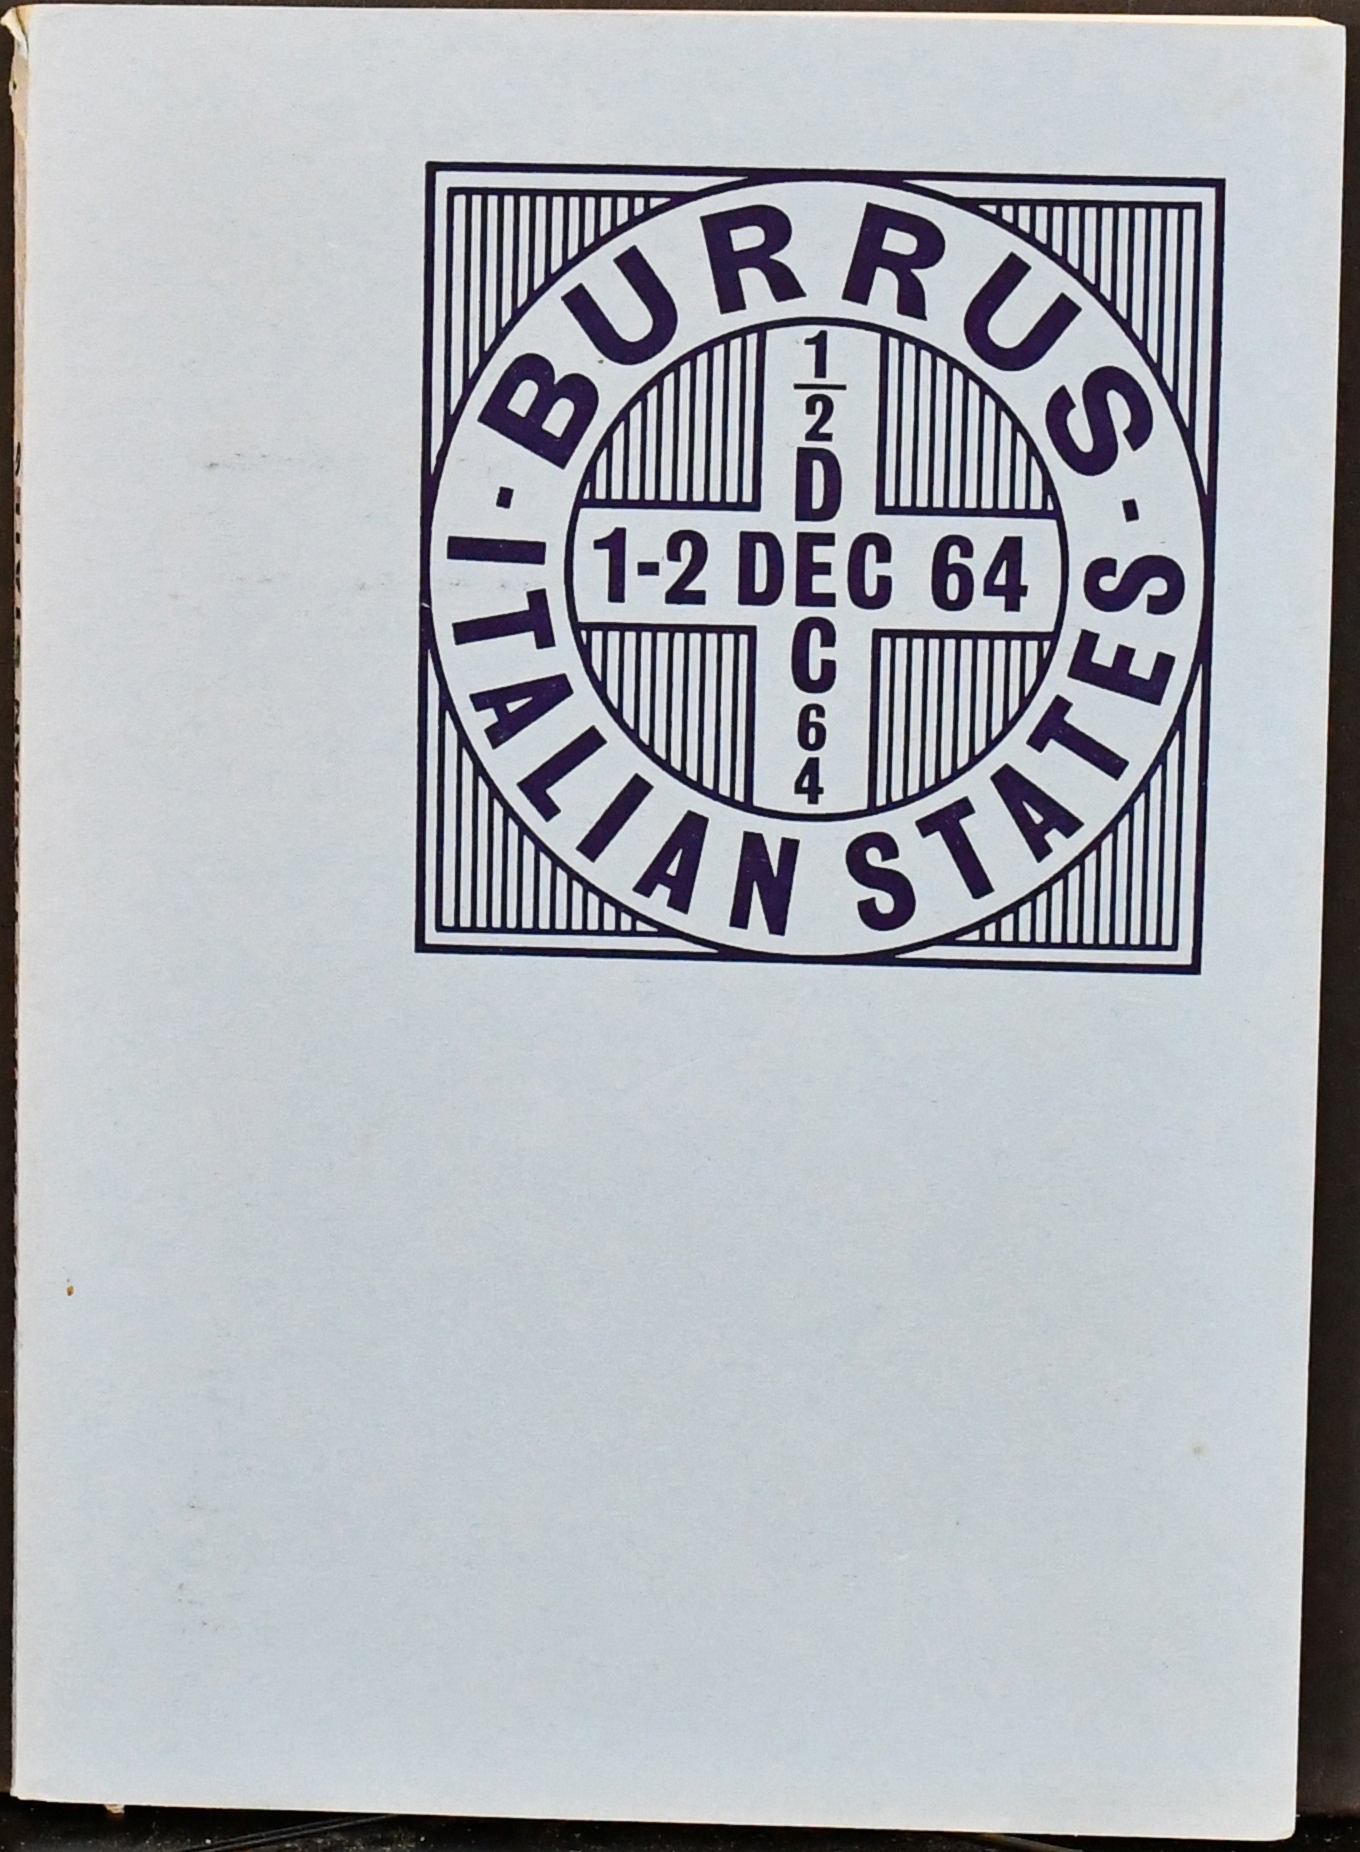 · BURRUS ·
ITALIAN STATES
1-2 DEC 64
1
2
D
E
C
6
4